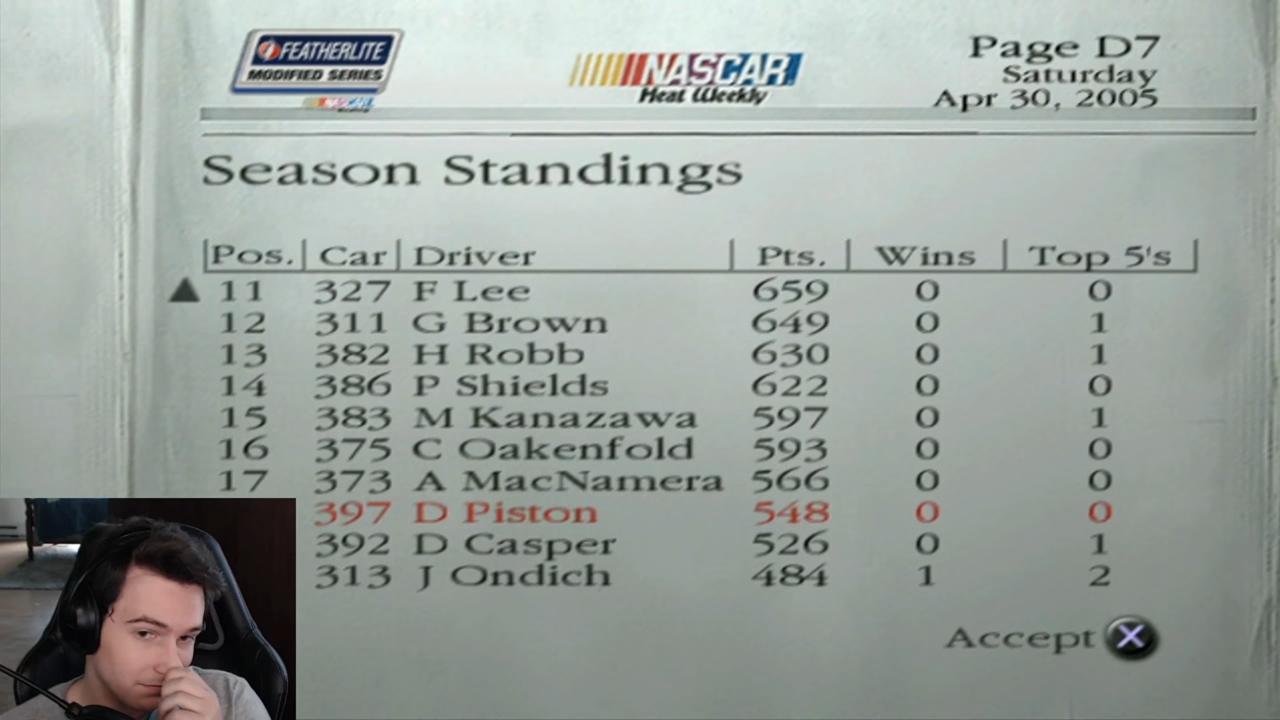 FEATHERLITE
MODIFIED SERIES
NASCAR
NASCAR
Heat Weekly
Page D7
Saturday
Apr 30, 2005
Season Standings
Pos. Car Driver Pts. Wins Top 5's
11 327 F Lee 659 0 0
12 311 G Brown 649 0 1
13 382 H Robb 630 0 1
14 386 P Shields 622 0 0
15 383 M Kanazawa 597 0 1
16 375 C Oakenfold 593 0 0
17 373 A MacNamera 566 0 0
397 D Piston 548 0 0
392 D Casper 526 0 1
313 J Ondich 484 1 2
Accept X